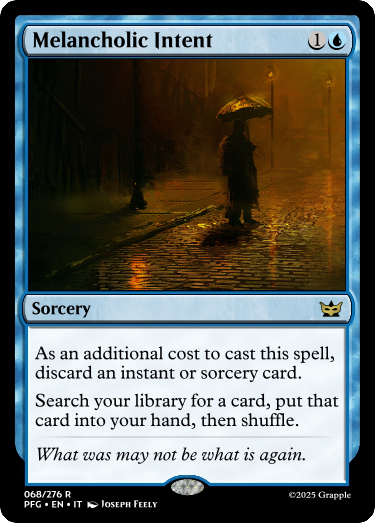 Melancholic Intent 1
Sorcery
As an additional cost to cast this spell,
discard an instant or sorcery card.
Search your library for a card, put that
card into your hand, then shuffle.
What was may not be what is again.
068/276 R
PFG • EN • IT Joseph Feely
©2025 Grapple